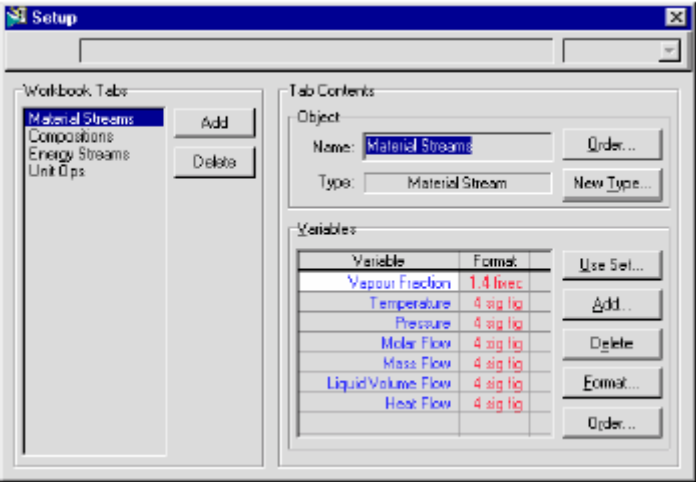 Setup
Workbook Tabs
Material Streams
Compositions
Energy Streams
Unit Ops
Add
Delete
Tab Contents
Object
Name: Material Streams
Order...
Type: Material Stream
New Type...
Variables
Variable Format
Vapour Fraction 1.4 fixed
Temperature 4 sig fig
Pressure 4 sig fig
Molar Flow 4 sig fig
Mass Flow 4 sig fig
Liquid Volume Flow 4 sig fig
Heat Flow 4 sig fig
Use Set...
Add...
Delete
Format...
Order...